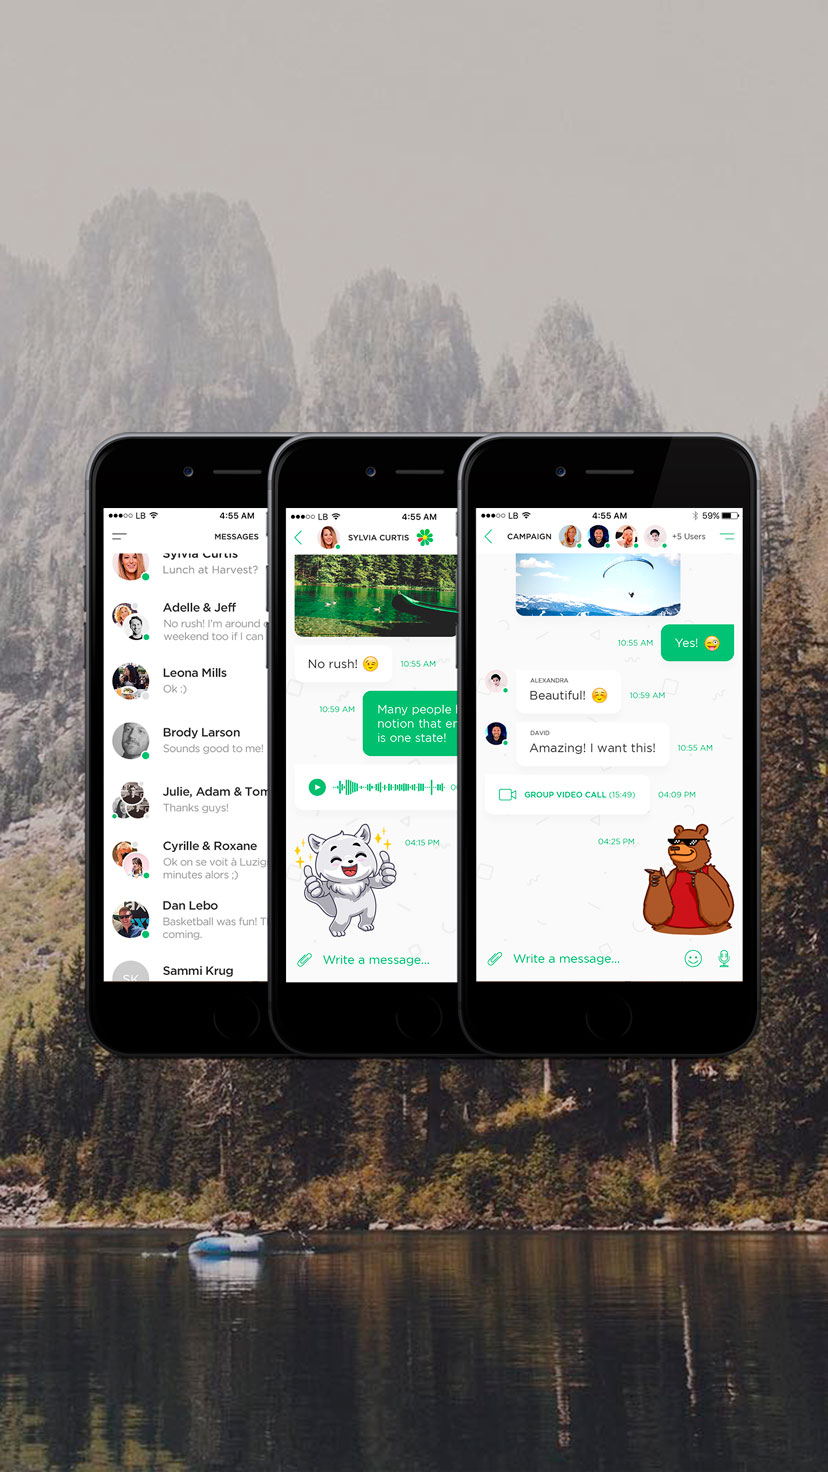 LB
4:55 AM
MESSAGES
Sylvia Curtis
Lunch at Harvest?
Adelle & Jeff
No rush! I'm around
weekend too if I can
Leona Mills
Ok :)
Brody Larson
Sounds good to me!
Julie, Adam & Tom
Thanks guys!
Cyrille & Roxane
Ok on se voit à Luzig
minutes alors ;)
Dan Lebo
Basketball was fun!
coming.
SK
Sammi Krug
LB
4:55 AM
SYLVIA CURTIS
No rush!
10:55 AM
10:59 AM
Many people
notion that
is one state!
04:15 PM
Write a message...
LB
4:55 AM
59%
CAMPAIGN
+5 Users
10:55 AM
Yes!
ALEXANDRA
Beautiful!
10:59 AM
DAVID
Amazing! I want this!
10:55 AM
GROUP VIDEO CALL (15:49)
04:09 PM
04:25 PM
Write a message...